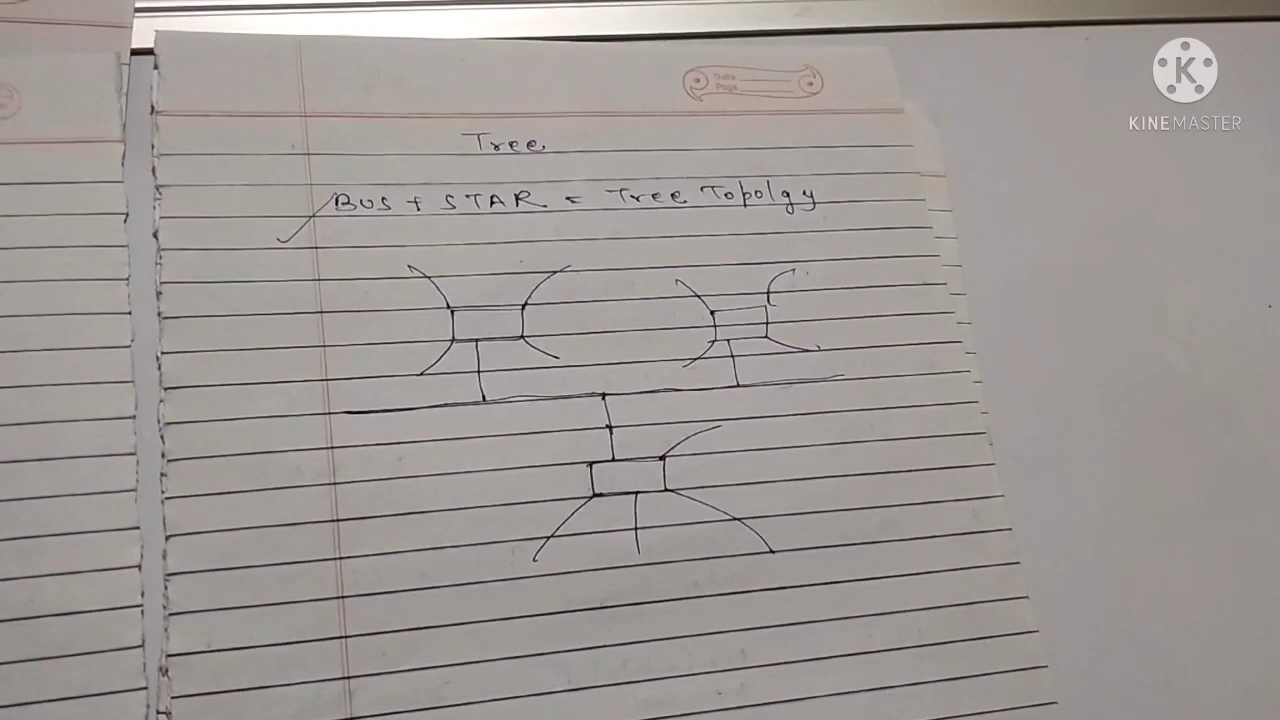 Date
Page
KINEMASTER
Tree
BUS + STAR = Tree Topolgy